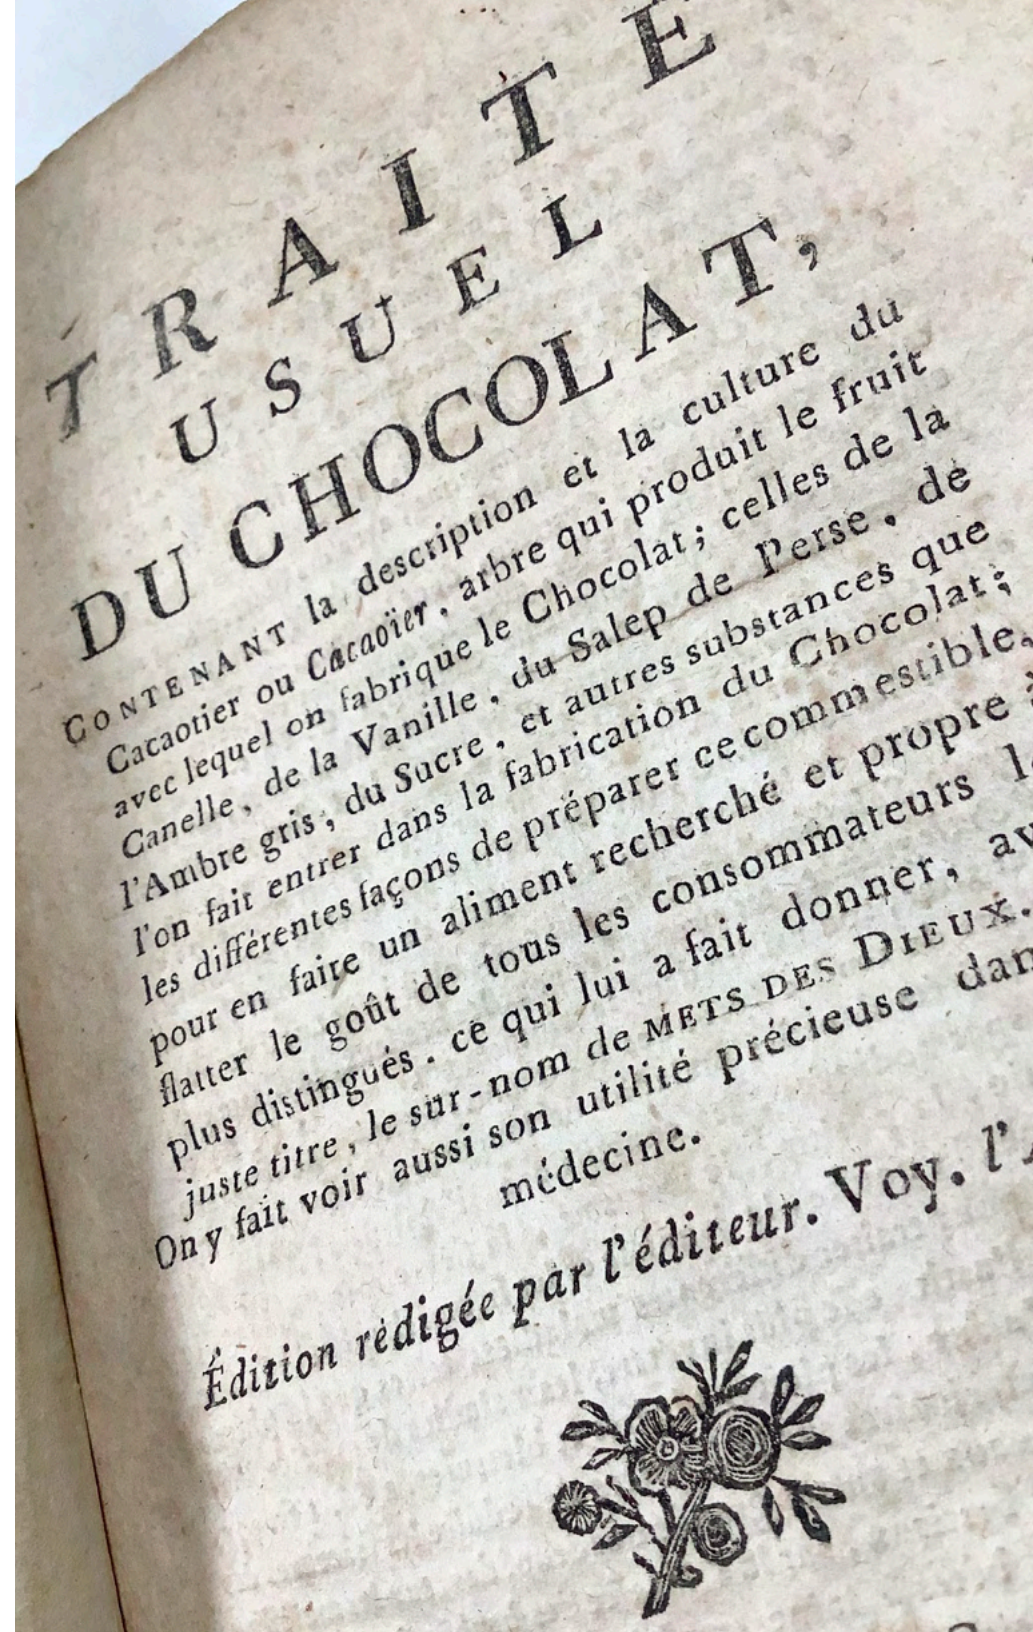 TRAITE
USUEL
DU CHOCOLAT,
CONTENANT la description et la culture du
Cacaotier ou Cacaoïer, arbre qui produit le fruit
avec lequel on fabrique le Chocolat; celles de la
Canelle, de la Vanille, du Salep de Perse, de
l'Ambre gris, du Sucre, et autres substances que
l'on fait entrer dans la fabrication du Chocolat;
les différentes façons de préparer ce commestible,
pour en faire un aliment recherché et propre à
flatter le goût de tous les consommateurs
plus distingués. ce qui lui a fait donner,
juste titre, le sur-nom de METS DES DIEUX.
On y fait voir aussi son utilité précieuse
médecine.
Édition rédigée par l'éditeur. Voy.